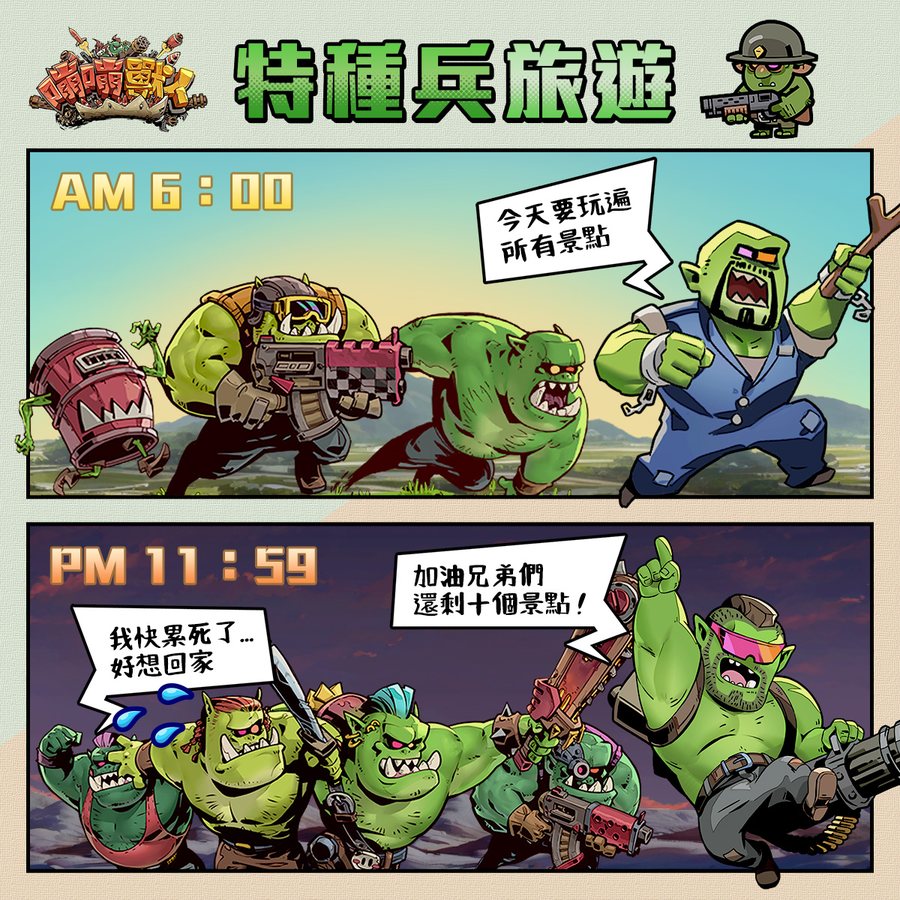 嘣嘣獸人
特種兵旅遊
AM 6：00
今天要玩遍
所有景點
PM 11：59
加油兄弟們
還剩十個景點！
我快累死了...
好想回家